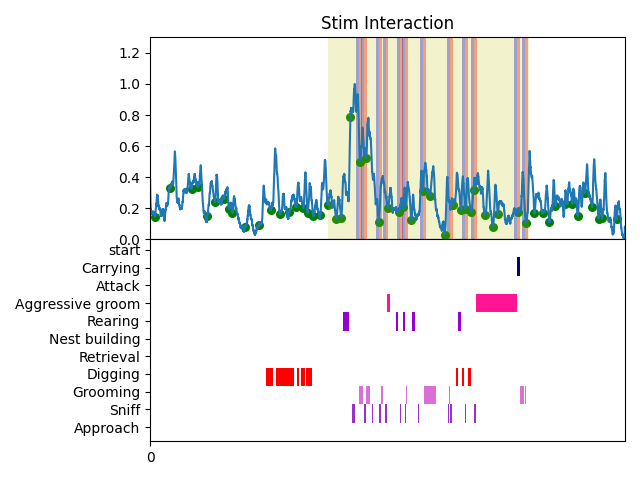 Stim Interaction
1.2
1.0
0.8
0.6
0.4
0.2
0.0
start
Carrying
Attack
Aggressive groom
Rearing
Nest building
Retrieval
Digging
Grooming
Sniff
Approach
0